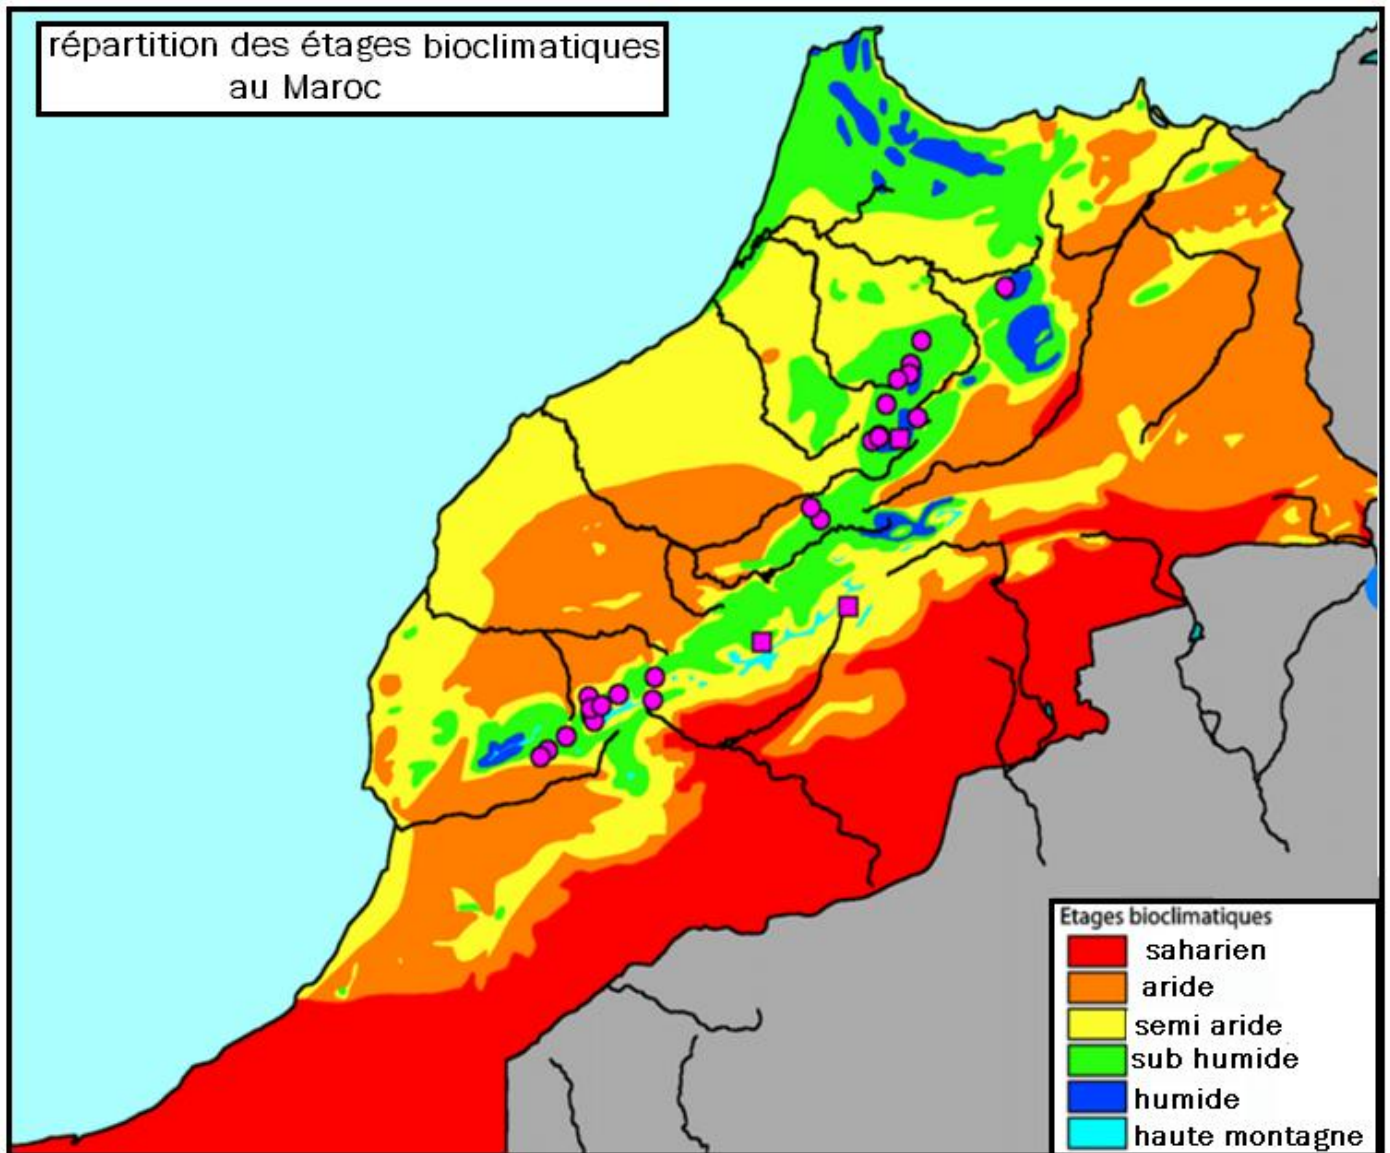 répartition des étages bioclimatiques
au Maroc
Etages bioclimatiques
saharien
aride
semi aride
sub humide
humide
haute montagne